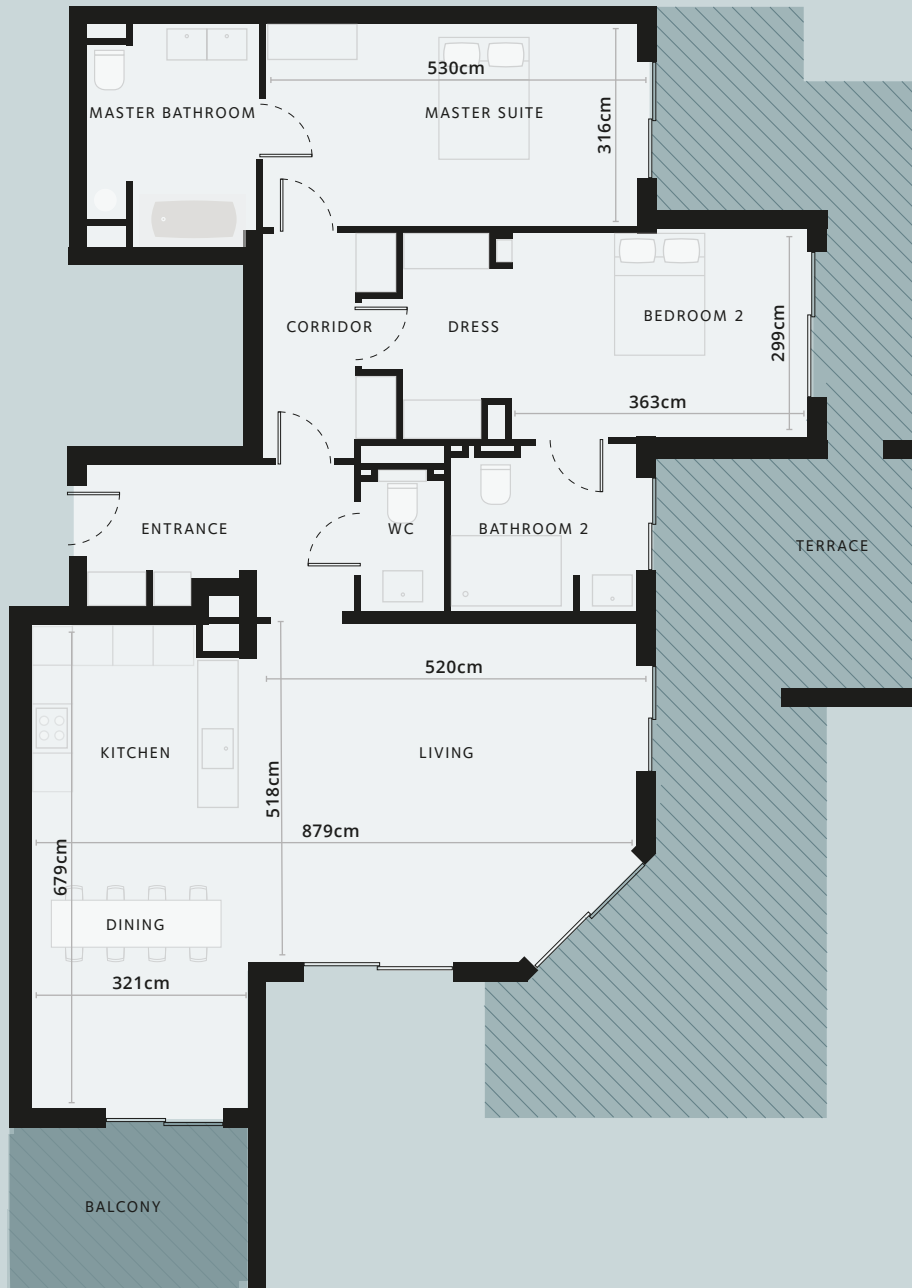 530cm
MASTER BATHROOM
MASTER SUITE
316cm
CORRIDOR
DRESS
BEDROOM 2
299cm
363cm
ENTRANCE
WC
BATHROOM 2
TERRACE
520cm
KITCHEN
LIVING
518cm
879cm
679cm
DINING
321cm
BALCONY